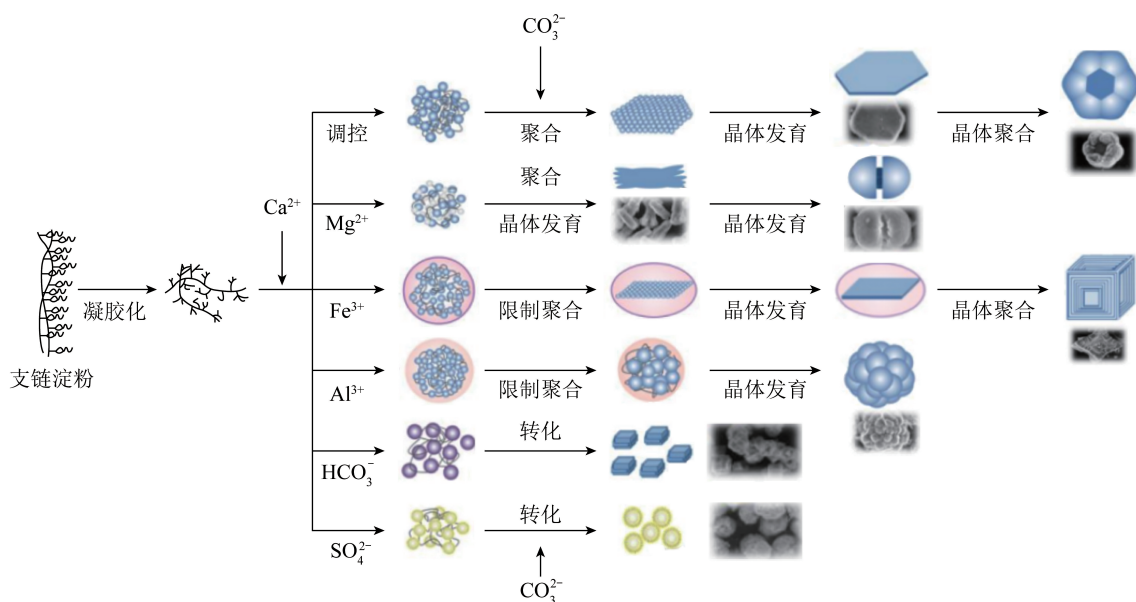 CO₃²⁻
调控
聚合
晶体发育
晶体聚合
Ca²⁺
Mg²⁺
聚合
晶体发育
晶体发育
支链淀粉
凝胶化
Fe³⁺
限制聚合
晶体发育
晶体聚合
Al³⁺
限制聚合
晶体发育
HCO₃⁻
转化
SO₄²⁻
转化
CO₃²⁻